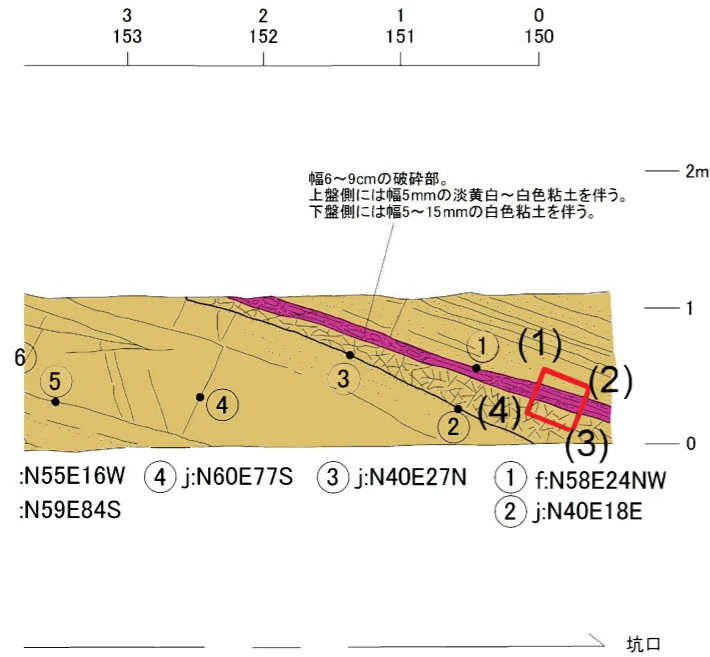 3 2 1 0
153 152 151 150
2m
幅6～9cmの破砕部。
上盤側には幅5mmの淡黄白～白色粘土を伴う。
下盤側には幅5～15mmの白色粘土を伴う。
1
① (1)
6 (2)
5 ③
④ (4) ②
(3)
0
:N55E16W ④ j:N60E77S ③ j:N40E27N ① f:N58E24NW
:N59E84S ② j:N40E18E
坑口